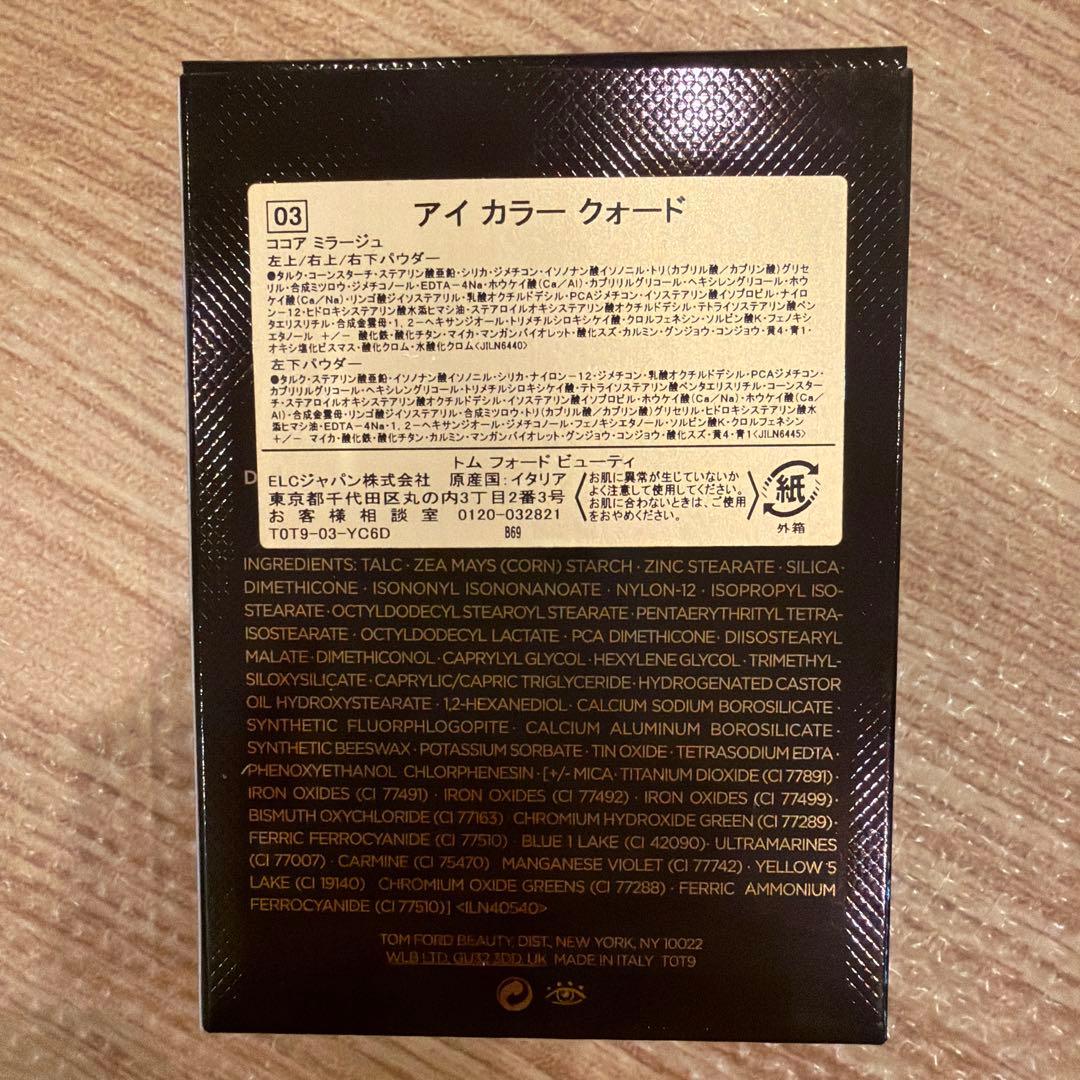 03 アイ カラー クォード
ココア ミラージュ
左上/右上/右下パウダー
●タルク・コーンスターチ・ステアリン酸亜鉛・シリカ・ジメチコン・イソノナン酸イソノニル・トリ(カプリル酸/カプリン酸)グリセ
リル・合成ミツロウ・ジメチコノール・EDTA-4Na・ホウケイ酸(Ca/Al)・カプリリルグリコール・ヘキシレングリコール・ホウ
ケイ酸(Ca/Na)・リンゴ酸ジイソステアリル・乳酸オクチルドデシル・PCAジメチコン・イソステアリン酸イソプロピル・ナイロ
ン-12・ヒドロキシステアリン酸水添ヒマシ油・ステアロイルオキシステアリン酸オクチルドデシル・テトライソステアリン酸ペン
タエリスリチル・合成金雲母・1,2-ヘキサンジオール・トリメチルシロキシケイ酸・クロルフェネシン・ソルビン酸K・フェノキシ
エタノール +/- 酸化鉄・酸化チタン・マイカ・マンガンバイオレット・酸化スズ・カルミン・グンジョウ・コンジョウ・黄4・青1・
オキシ塩化ビスマス・酸化クロム・水酸化クロム<JILN6440>
左下パウダー
●タルク・ステアリン酸亜鉛・イソノナン酸イソノニル・シリカ・ナイロン-12・ジメチコン・乳酸オクチルドデシル・PCAジメチコン・
カプリリルグリコール・ヘキシレングリコール・トリメチルシロキシケイ酸・テトライソステアリン酸ペンタエリスリチル・コーンスター
チ・ステアロイルオキシステアリン酸オクチルドデシル・イソステアリン酸イソプロピル・ホウケイ酸(Ca/Na)・ホウケイ酸(Ca/
Al)・合成金雲母・リンゴ酸ジイソステアリル・合成ミツロウ・トリ(カプリル酸/カプリン酸)グリセリル・ヒドロキシステアリン酸水
添ヒマシ油・EDTA-4Na・1,2-ヘキサンジオール・ジメチコノール・フェノキシエタノール・ソルビン酸K・クロルフェネシン
+/- マイカ・酸化鉄・酸化チタン・カルミン・マンガンバイオレット・グンジョウ・コンジョウ・酸化スズ・黄4・青1<JILN6445>
トム フォード ビューティ
ELCジャパン株式会社 原産国:イタリア
東京都千代田区丸の内3丁目2番3号
お客様相談室 0120-032821
T0T9-03-YC6D B69
お肌に異常が生じていないか
よく注意して使用してください。
お肌に合わないときは、ご使用
をおやめください。
紙
外箱
D
INGREDIENTS: TALC · ZEA MAYS (CORN) STARCH · ZINC STEARATE · SILICA ·
DIMETHICONE · ISONONYL ISONONANOATE · NYLON-12 · ISOPROPYL ISO-
STEARATE · OCTYLDODECYL STEAROYL STEARATE · PENTAERYTHRITYL TETRA-
ISOSTEARATE · OCTYLDODECYL LACTATE · PCA DIMETHICONE · DIISOSTEARYL
MALATE · DIMETHICONOL · CAPRYLYL GLYCOL · HEXYLENE GLYCOL · TRIMETHYL-
SILOXYSILICATE · CAPRYLIC/CAPRIC TRIGLYCERIDE · HYDROGENATED CASTOR
OIL HYDROXYSTEARATE · 1,2-HEXANEDIOL · CALCIUM SODIUM BOROSILICATE ·
SYNTHETIC FLUORPHLOGOPITE · CALCIUM ALUMINUM BOROSILICATE ·
SYNTHETIC BEESWAX · POTASSIUM SORBATE · TIN OXIDE · TETRASODIUM EDTA ·
PHENOXYETHANOL CHLORPHENESIN · [+/- MICA · TITANIUM DIOXIDE (CI 77891) ·
IRON OXIDES (CI 77491) · IRON OXIDES (CI 77492) · IRON OXIDES (CI 77499) ·
BISMUTH OXYCHLORIDE (CI 77163) CHROMIUM HYDROXIDE GREEN (CI 77289) ·
FERRIC FERROCYANIDE (CI 77510) · BLUE 1 LAKE (CI 42090) · ULTRAMARINES
(CI 77007) · CARMINE (CI 75470) MANGANESE VIOLET (CI 77742) · YELLOW 5
LAKE (CI 19140) CHROMIUM OXIDE GREENS (CI 77288) · FERRIC AMMONIUM
FERROCYANIDE (CI 77510)] <ILN40540>
TOM FORD BEAUTY, DIST., NEW YORK, NY 10022
WLB LTD, GU32 3DD, UK MADE IN ITALY T0T9